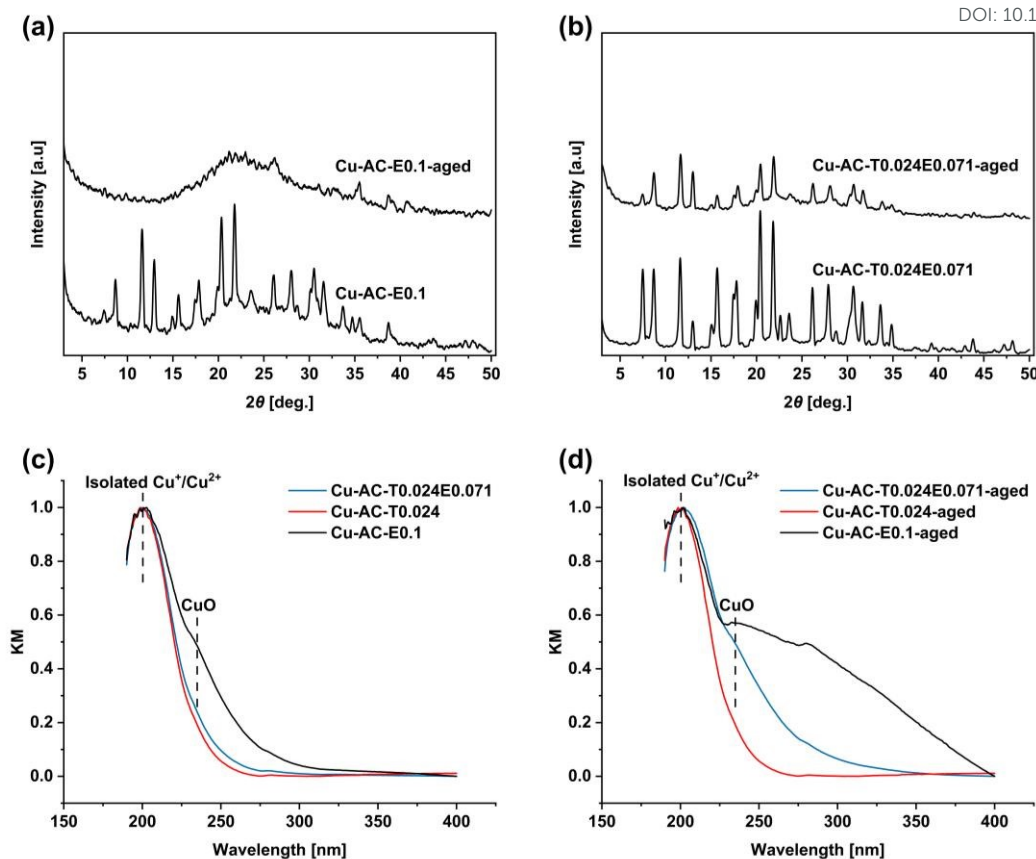 DOI: 10.1
(a)
Intensity [a.u]
Cu-AC-E0.1-aged
Cu-AC-E0.1
5 10 15 20 25 30 35 40 45 50
2θ [deg.]
(b)
Intensity [a.u]
Cu-AC-T0.024E0.071-aged
Cu-AC-T0.024E0.071
5 10 15 20 25 30 35 40 45 50
2θ [deg.]
(c)
Isolated Cu⁺/Cu²⁺
Cu-AC-T0.024E0.071
Cu-AC-T0.024
Cu-AC-E0.1
CuO
KM
1.0
0.8
0.6
0.4
0.2
0.0
150 200 250 300 350 400
Wavelength [nm]
(d)
Isolated Cu⁺/Cu²⁺
Cu-AC-T0.024E0.071-aged
Cu-AC-T0.024-aged
Cu-AC-E0.1-aged
CuO
KM
1.0
0.8
0.6
0.4
0.2
0.0
150 200 250 300 350 400
Wavelength [nm]